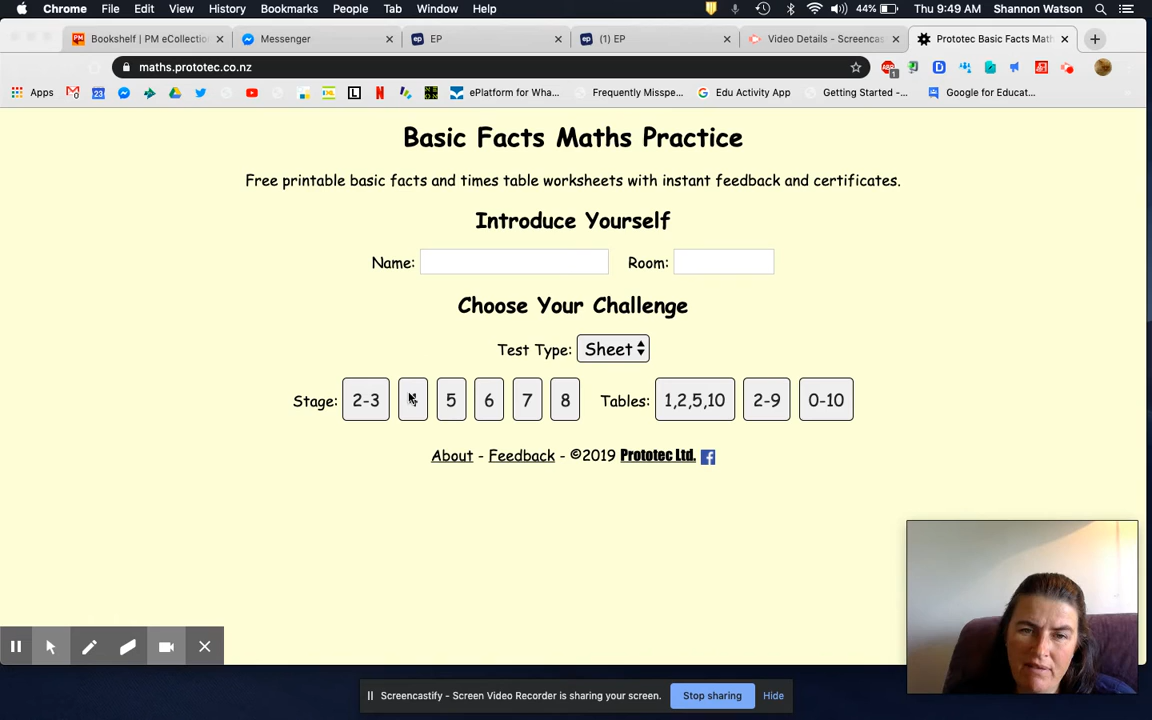 Chrome File Edit View History Bookmarks People Tab Window Help 44% Thu 9:49 AM Shannon Watson
Bookshelf | PM eCollection Messenger EP (1) EP Video Details - Screencas Prototec Basic Facts Math
maths.prototec.co.nz
Apps 23 L N ePlatform for Wha... Frequently Misspe... Edu Activity App Getting Started -... Google for Educat...
Basic Facts Maths Practice
Free printable basic facts and times table worksheets with instant feedback and certificates.
Introduce Yourself
Name: Room:
Choose Your Challenge
Test Type: Sheet
Stage: 2-3 5 6 7 8 Tables: 1,2,5,10 2-9 0-10
About - Feedback - ©2019 Prototec Ltd.
Screencastify - Screen Video Recorder is sharing your screen. Stop sharing Hide